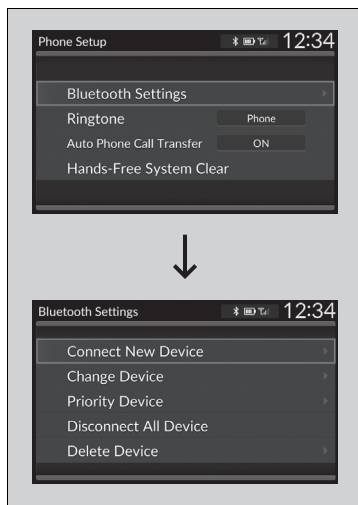 Phone Setup 12:34
Bluetooth Settings
Ringtone Phone
Auto Phone Call Transfer ON
Hands-Free System Clear
Bluetooth Settings 12:34
Connect New Device
Change Device
Priority Device
Disconnect All Device
Delete Device